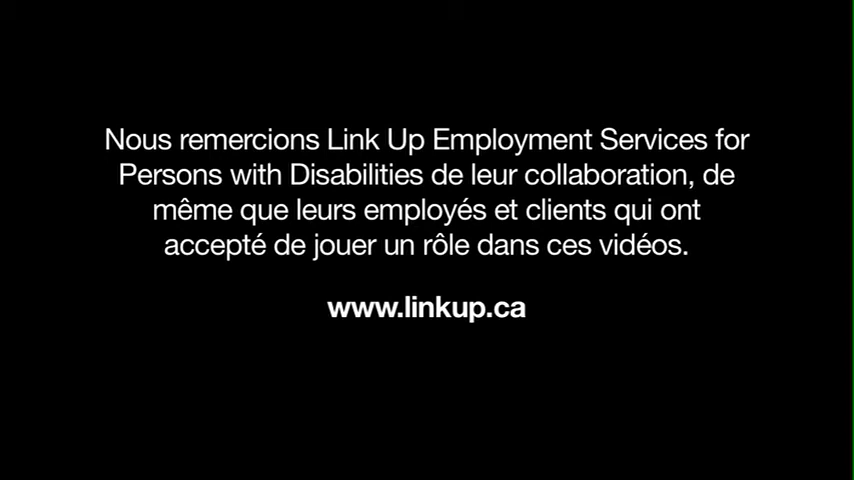 Nous remercions Link Up Employment Services for
Persons with Disabilities de leur collaboration, de
même que leurs employés et clients qui ont
accepté de jouer un rôle dans ces vidéos.
www.linkup.ca